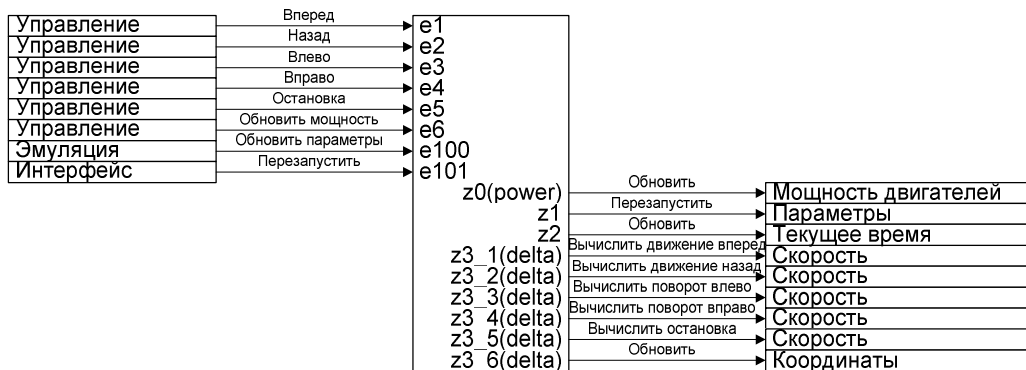 Управление Вперед e1
Управление Назад e2
Управление Влево e3
Управление Вправо e4
Управление Остановка e5
Управление Обновить мощность e6
Эмуляция Обновить параметры e100
Интерфейс Перезапустить e101
z0(power) Обновить Мощность двигателей
z1 Перезапустить Параметры
z2 Обновить Текущее время
z3_1(delta) Вычислить движение вперед Скорость
z3_2(delta) Вычислить движение назад Скорость
z3_3(delta) Вычислить поворот влево Скорость
z3_4(delta) Вычислить поворот вправо Скорость
z3_5(delta) Вычислить остановка Скорость
z3_6(delta) Обновить Координаты